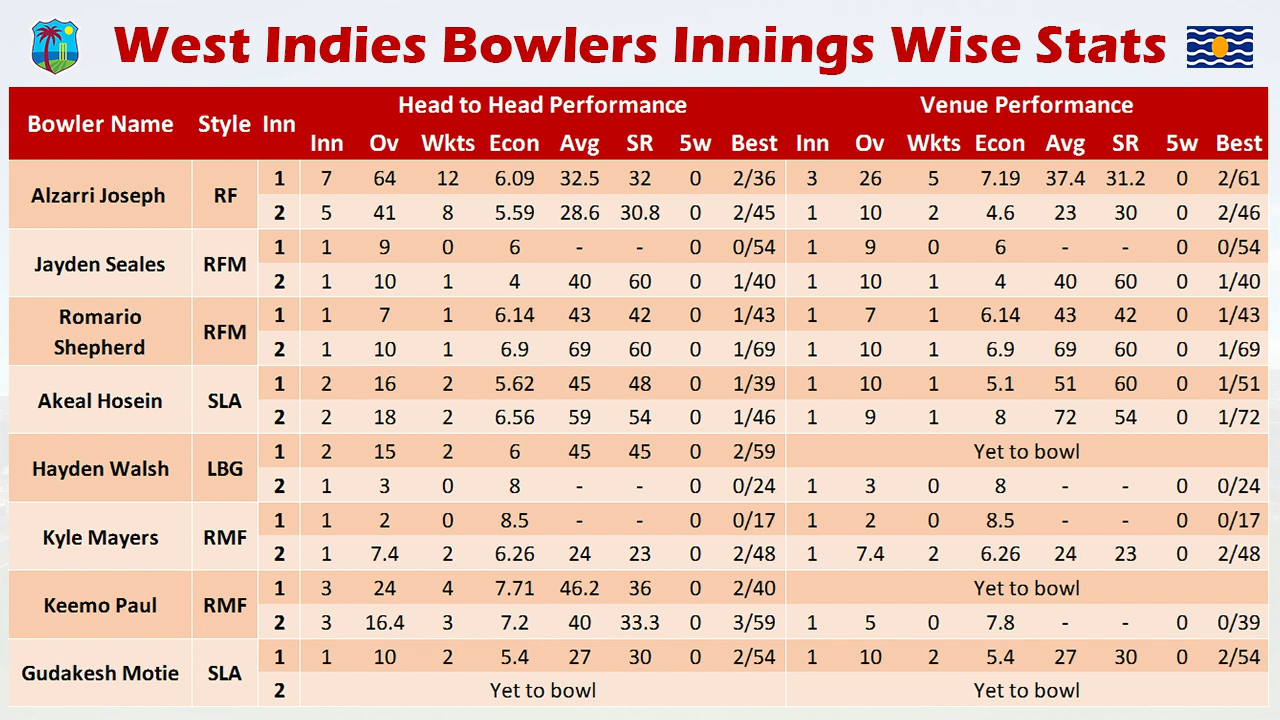 West Indies Bowlers Innings Wise Stats
Bowler Name Style Inn Head to Head Performance Venue Performance
Inn Ov Wkts Econ Avg SR 5w Best Inn Ov Wkts Econ Avg SR 5w Best
Alzarri Joseph RF 1 7 64 12 6.09 32.5 32 0 2/36 3 26 5 7.19 37.4 31.2 0 2/61
2 5 41 8 5.59 28.6 30.8 0 2/45 1 10 2 4.6 23 30 0 2/46
Jayden Seales RFM 1 1 9 0 6 - - 0 0/54 1 9 0 6 - - 0 0/54
2 1 10 1 4 40 60 0 1/40 1 10 1 4 40 60 0 1/40
Romario Shepherd RFM 1 1 7 1 6.14 43 42 0 1/43 1 7 1 6.14 43 42 0 1/43
2 1 10 1 6.9 69 60 0 1/69 1 10 1 6.9 69 60 0 1/69
Akeal Hosein SLA 1 2 16 2 5.62 45 48 0 1/39 1 10 1 5.1 51 60 0 1/51
2 2 18 2 6.56 59 54 0 1/46 1 9 1 8 72 54 0 1/72
Hayden Walsh LBG 1 2 15 2 6 45 45 0 2/59 Yet to bowl
2 1 3 0 8 - - 0 0/24 1 3 0 8 - - 0 0/24
Kyle Mayers RMF 1 1 2 0 8.5 - - 0 0/17 1 2 0 8.5 - - 0 0/17
2 1 7.4 2 6.26 24 23 0 2/48 1 7.4 2 6.26 24 23 0 2/48
Keemo Paul RMF 1 3 24 4 7.71 46.2 36 0 2/40 Yet to bowl
2 3 16.4 3 7.2 40 33.3 0 3/59 1 5 0 7.8 - - 0 0/39
Gudakesh Motie SLA 1 1 10 2 5.4 27 30 0 2/54 1 10 2 5.4 27 30 0 2/54
2 Yet to bowl Yet to bowl